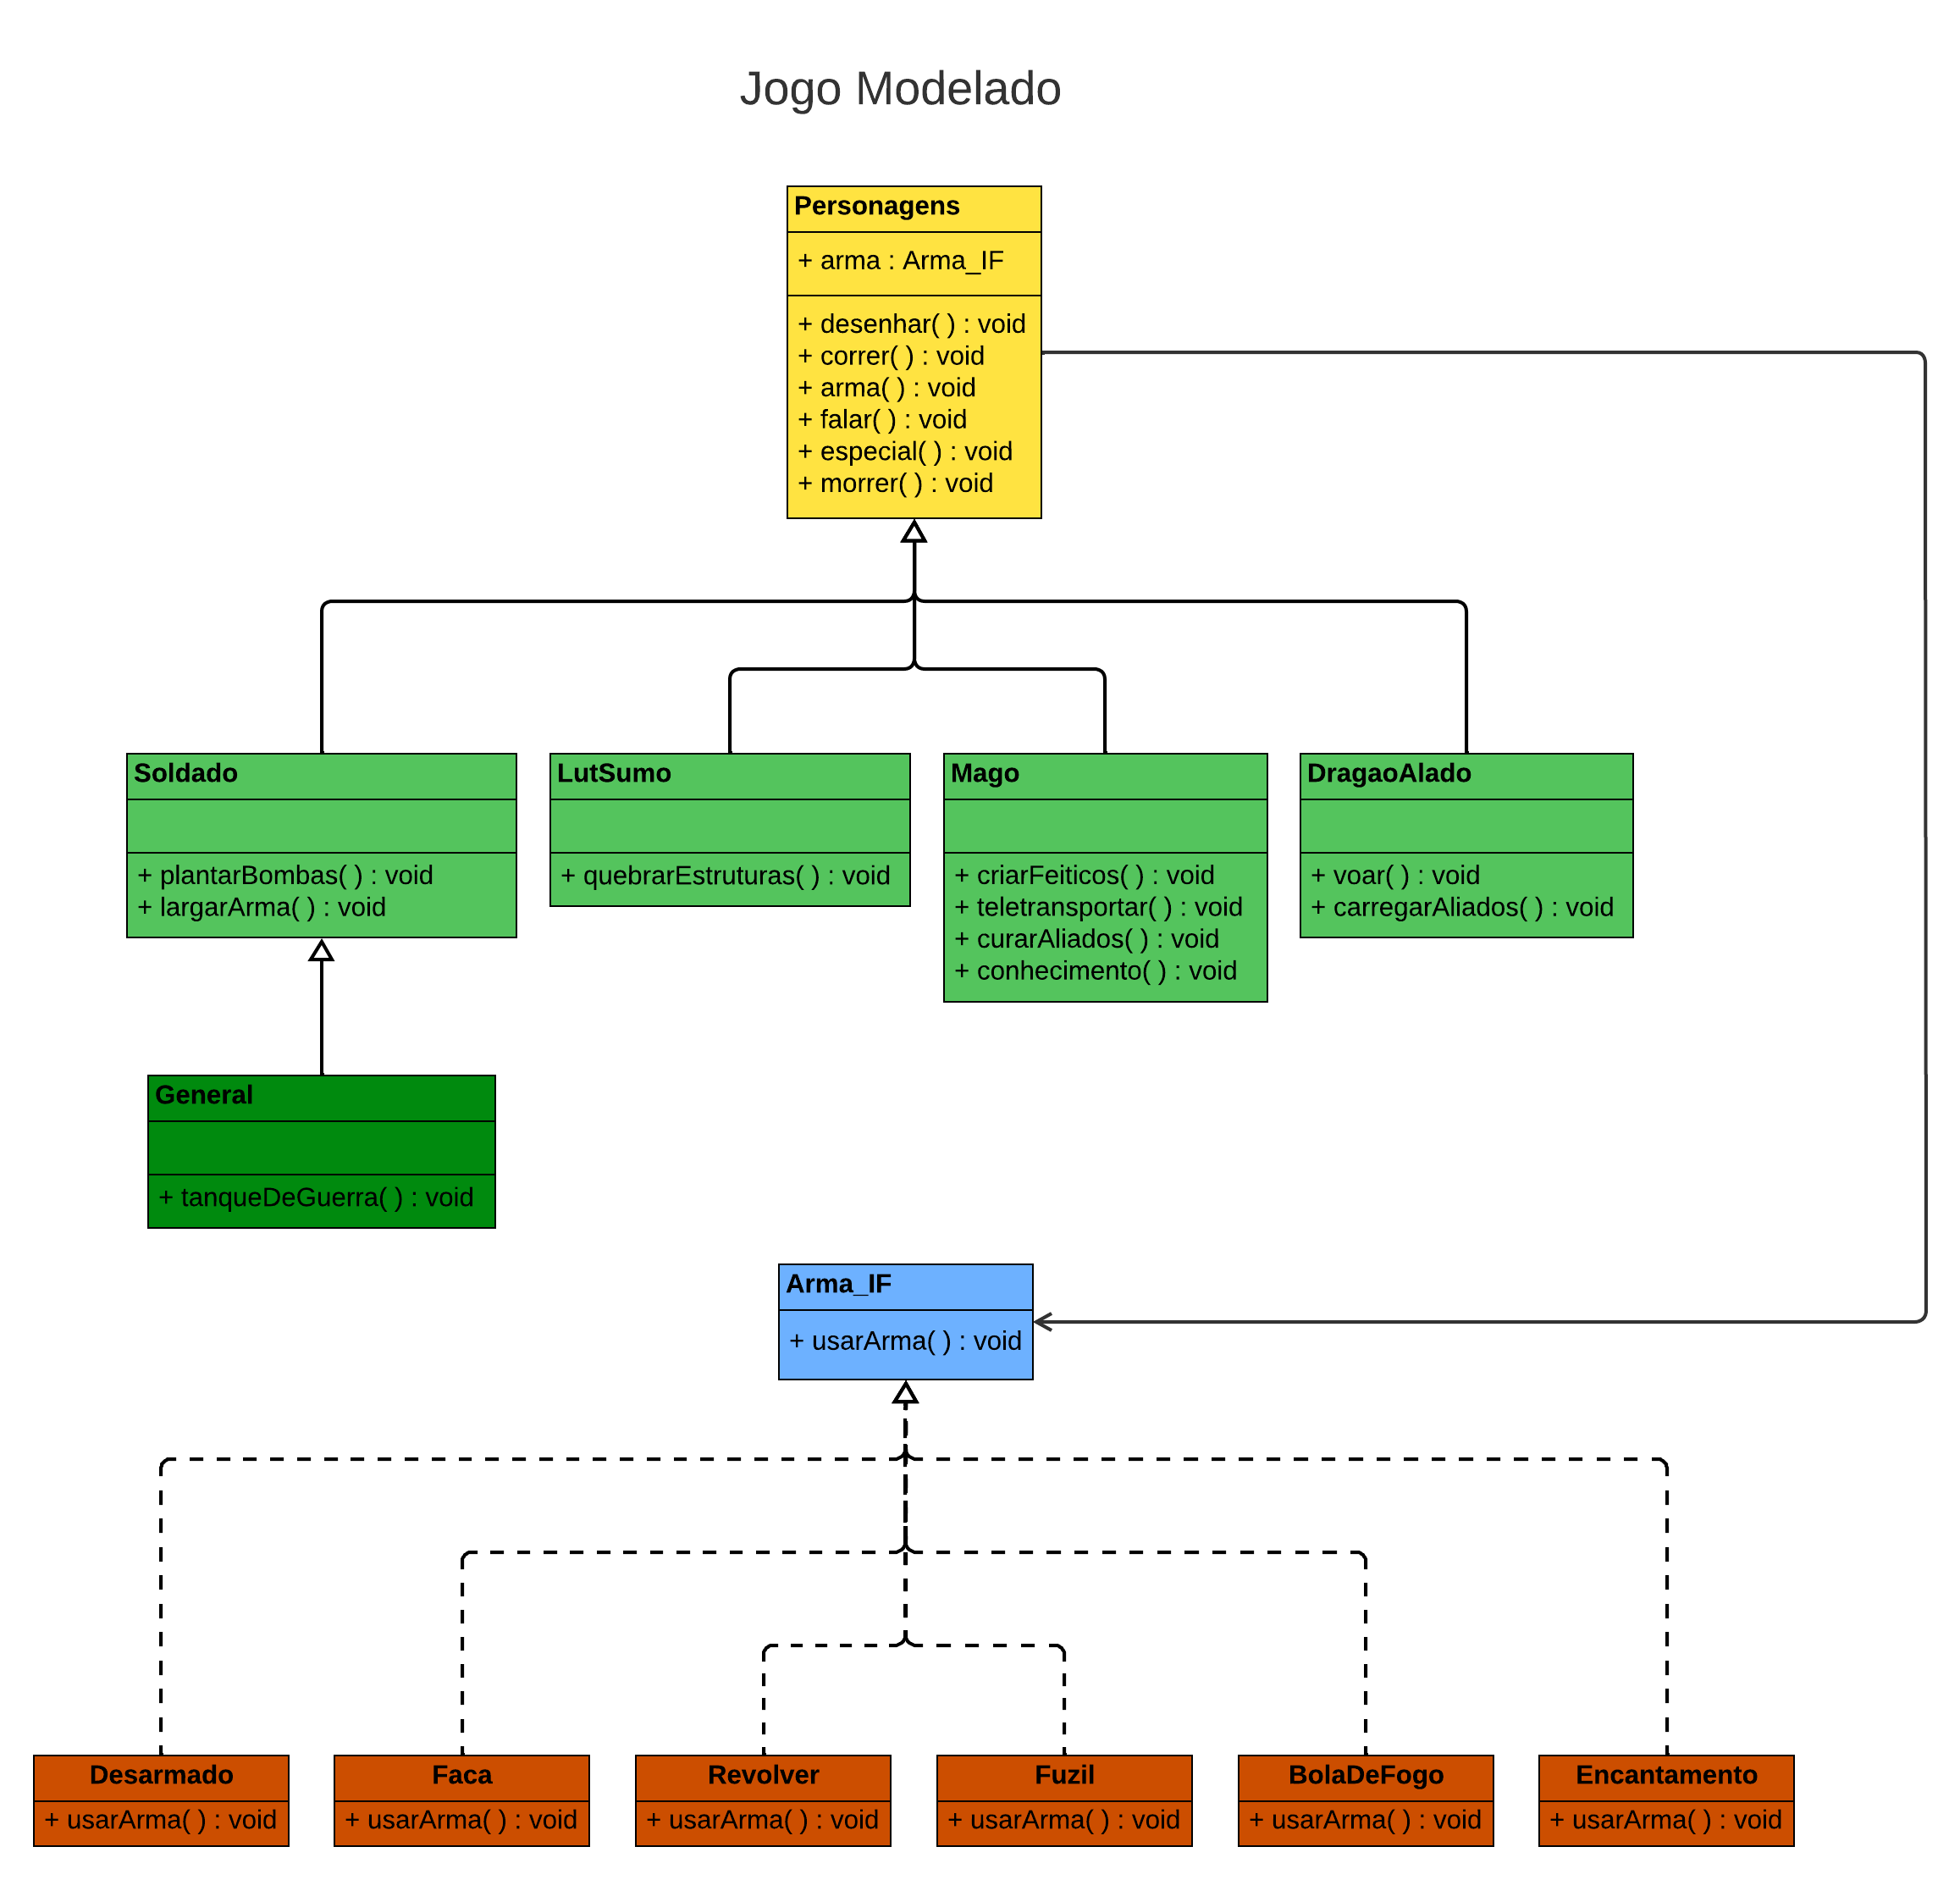 Jogo Modelado
Personagens
+ arma : Arma_IF
+ desenhar( ) : void
+ correr( ) : void
+ arma( ) : void
+ falar( ) : void
+ especial( ) : void
+ morrer( ) : void
Soldado
+ plantarBombas( ) : void
+ largarArma( ) : void
LutSumo
+ quebrarEstruturas( ) : void
Mago
+ criarFeiticos( ) : void
+ teletransportar( ) : void
+ curarAliados( ) : void
+ conhecimento( ) : void
DragaoAlado
+ voar( ) : void
+ carregarAliados( ) : void
General
+ tanqueDeGuerra( ) : void
Arma_IF
+ usarArma( ) : void
Desarmado
+ usarArma( ) : void
Faca
+ usarArma( ) : void
Revolver
+ usarArma( ) : void
Fuzil
+ usarArma( ) : void
BolaDeFogo
+ usarArma( ) : void
Encantamento
+ usarArma( ) : void